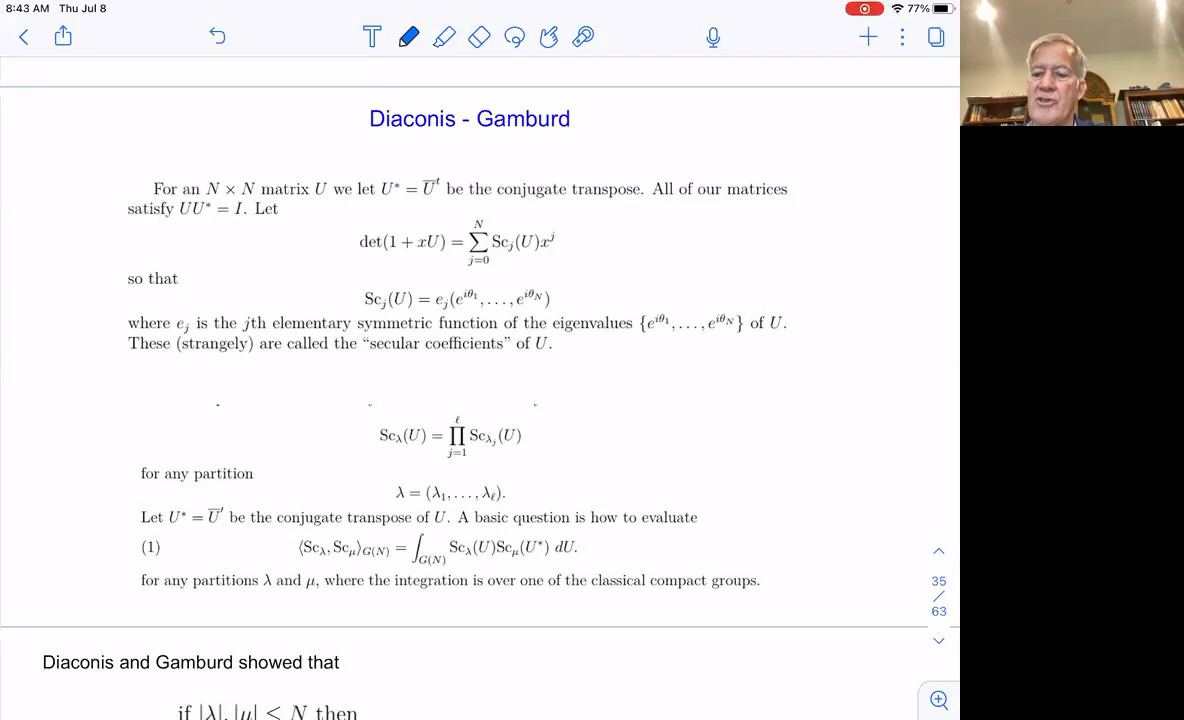 8:43 AM Thu Jul 8
77%
Diaconis - Gamburd
For an N × N matrix U we let U* = U̅ᵗ be the conjugate transpose. All of our matrices
satisfy UU* = I. Let
det(1 + xU) = ∑_{j=0}^{N} Sc_j(U)x^j
so that
Sc_j(U) = e_j(e^{iθ_1}, . . . , e^{iθ_N})
where e_j is the jth elementary symmetric function of the eigenvalues {e^{iθ_1}, . . . , e^{iθ_N}} of U.
These (strangely) are called the “secular coefficients” of U.
Sc_λ(U) = ∏_{j=1}^{ℓ} Sc_{λ_j}(U)
for any partition
λ = (λ_1, . . . , λ_ℓ).
Let U* = U̅′ be the conjugate transpose of U. A basic question is how to evaluate
(1) ⟨Sc_λ, Sc_μ⟩_{G(N)} = ∫_{G(N)} Sc_λ(U)Sc_μ(U*) dU.
for any partitions λ and μ, where the integration is over one of the classical compact groups.
35
/
63
Diaconis and Gamburd showed that
if |λ|, |μ| < N then